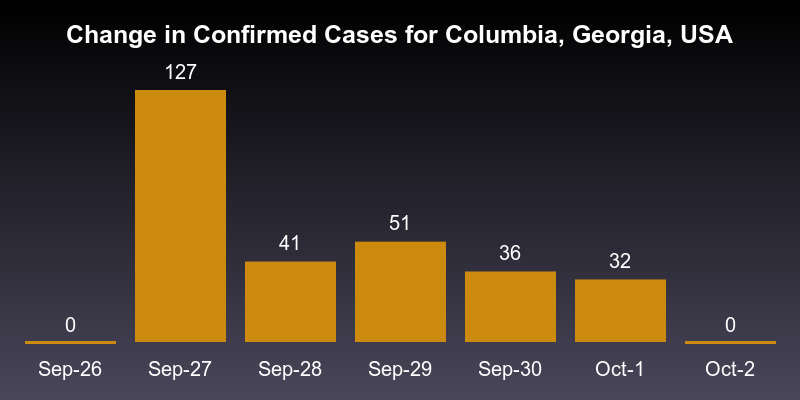 Change in Confirmed Cases for Columbia, Georgia, USA
127
41
51
36
32
0
0
Sep-26
Sep-27
Sep-28
Sep-29
Sep-30
Oct-1
Oct-2